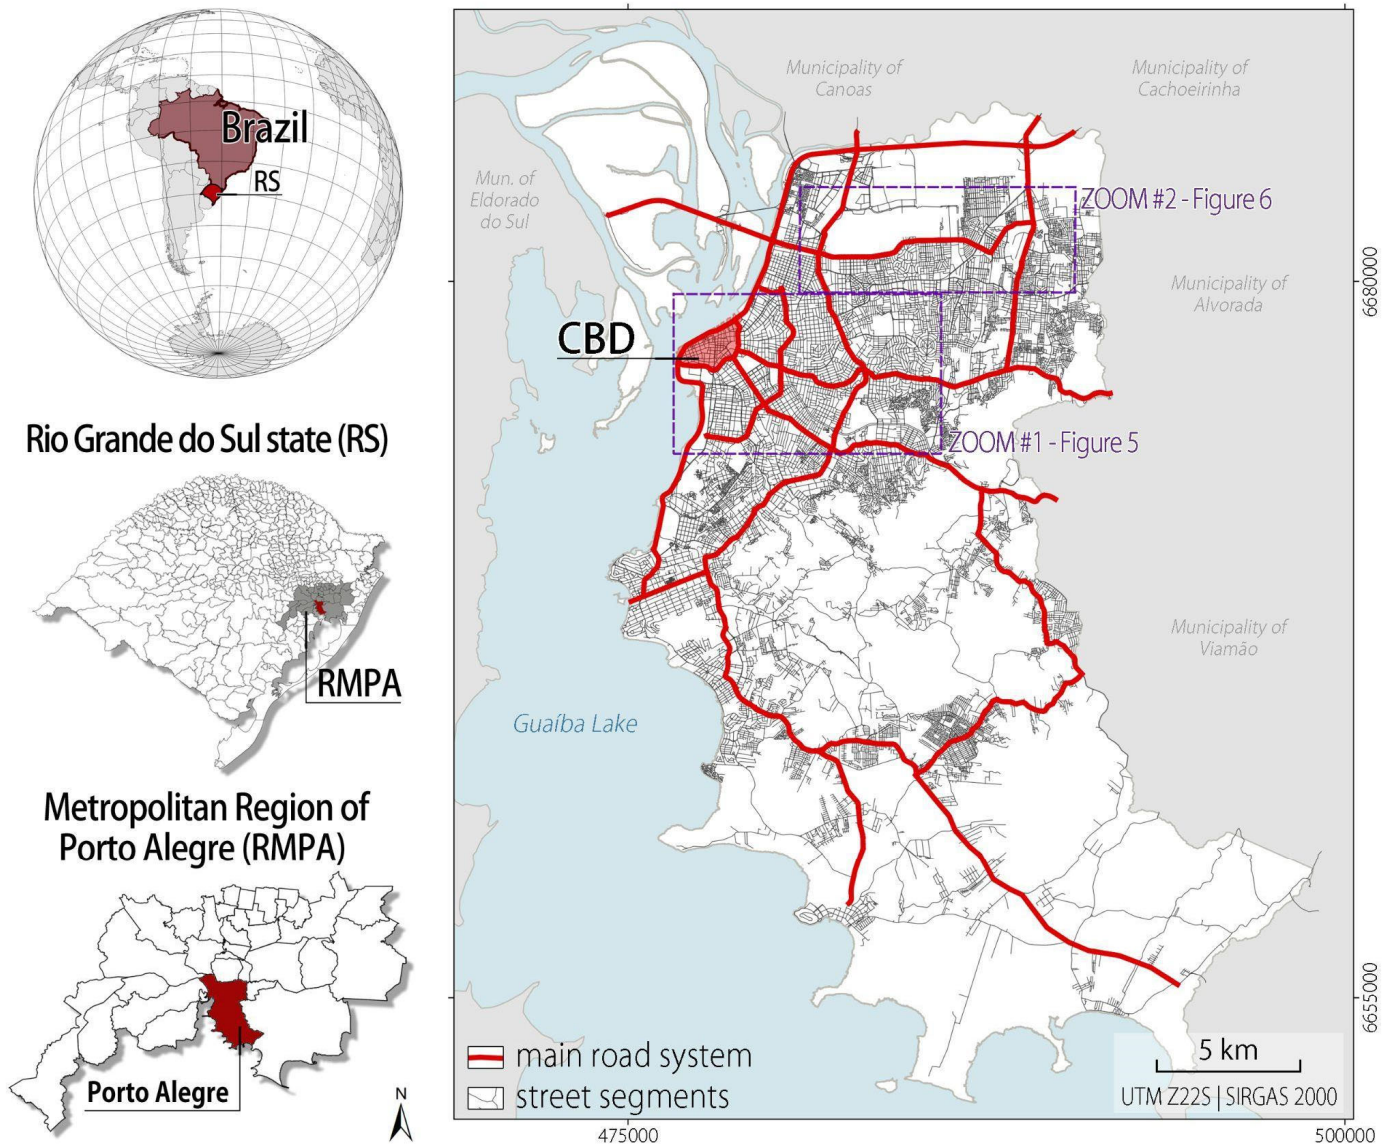 Brazil
RS
Rio Grande do Sul state (RS)
RMPA
Metropolitan Region of
Porto Alegre (RMPA)
Porto Alegre
N
Municipality of
Canoas
Municipality of
Cachoeirinha
Mun. of
Eldorado
do Sul
ZOOM #2 - Figure 6
Municipality of
Alvorada
CBD
ZOOM #1 - Figure 5
Municipality of
Viamão
Guaíba Lake
main road system
street segments
5 km
UTM Z22S | SIRGAS 2000
6680000
6655000
475000
500000